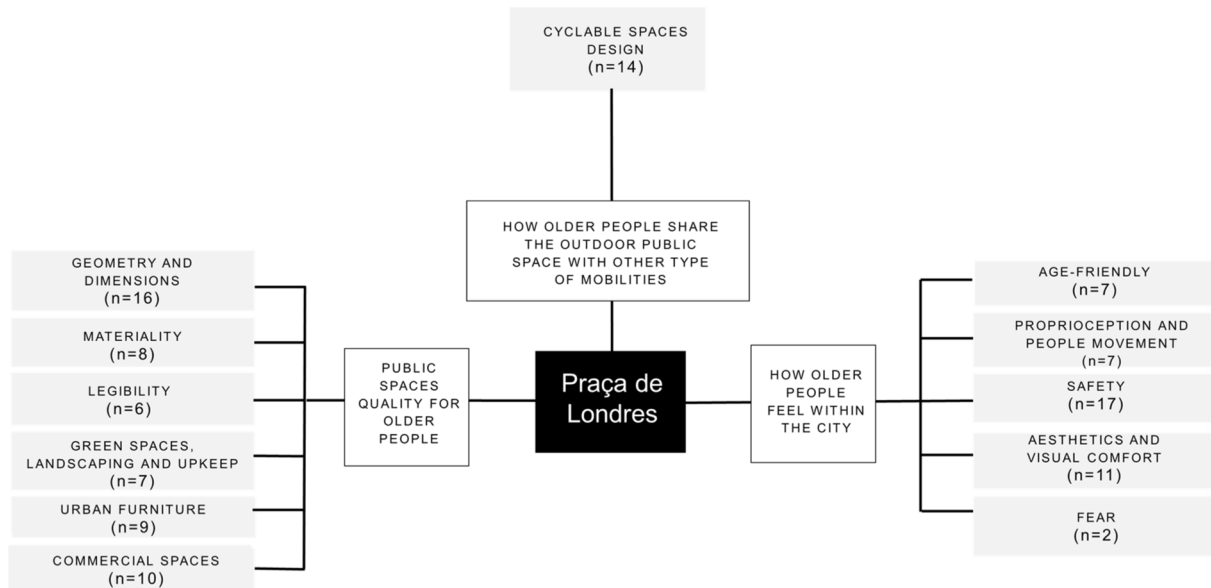 CYCLABLE SPACES
DESIGN
(n=14)
HOW OLDER PEOPLE SHARE
THE OUTDOOR PUBLIC
SPACE WITH OTHER TYPE
OF MOBILITIES
GEOMETRY AND
DIMENSIONS
(n=16)
MATERIALITY
(n=8)
LEGIBILITY
(n=6)
GREEN SPACES,
LANDSCAPING AND UPKEEP
(n=7)
URBAN FURNITURE
(n=9)
COMMERCIAL SPACES
(n=10)
PUBLIC
SPACES
QUALITY FOR
OLDER
PEOPLE
Praça de
Londres
HOW OLDER
PEOPLE
FEEL WITHIN
THE CITY
AGE-FRIENDLY
(n=7)
PROPRIOCEPTION AND
PEOPLE MOVEMENT
(n=7)
SAFETY
(n=17)
AESTHETICS AND
VISUAL COMFORT
(n=11)
FEAR
(n=2)